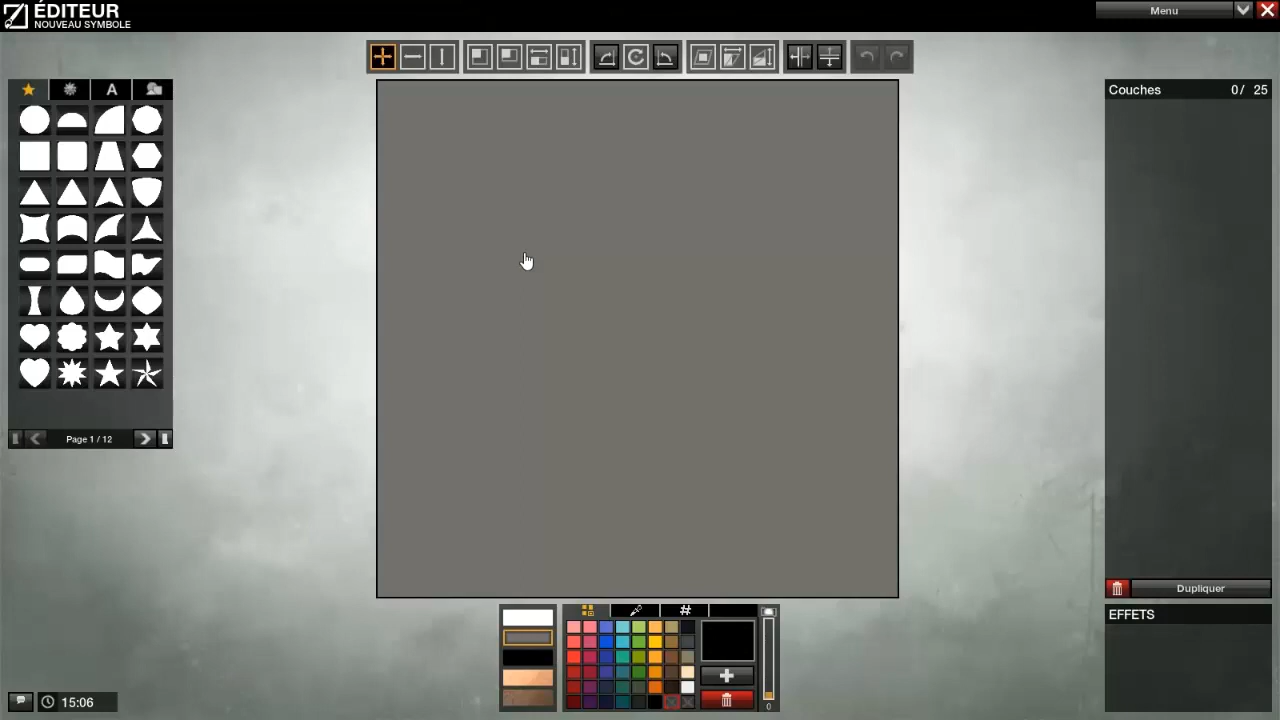 ÉDITEUR
NOUVEAU SYMBOLE
Menu
A
Couches 0/ 25
Page 1 / 12
Dupliquer
EFFETS
#
0
15:06